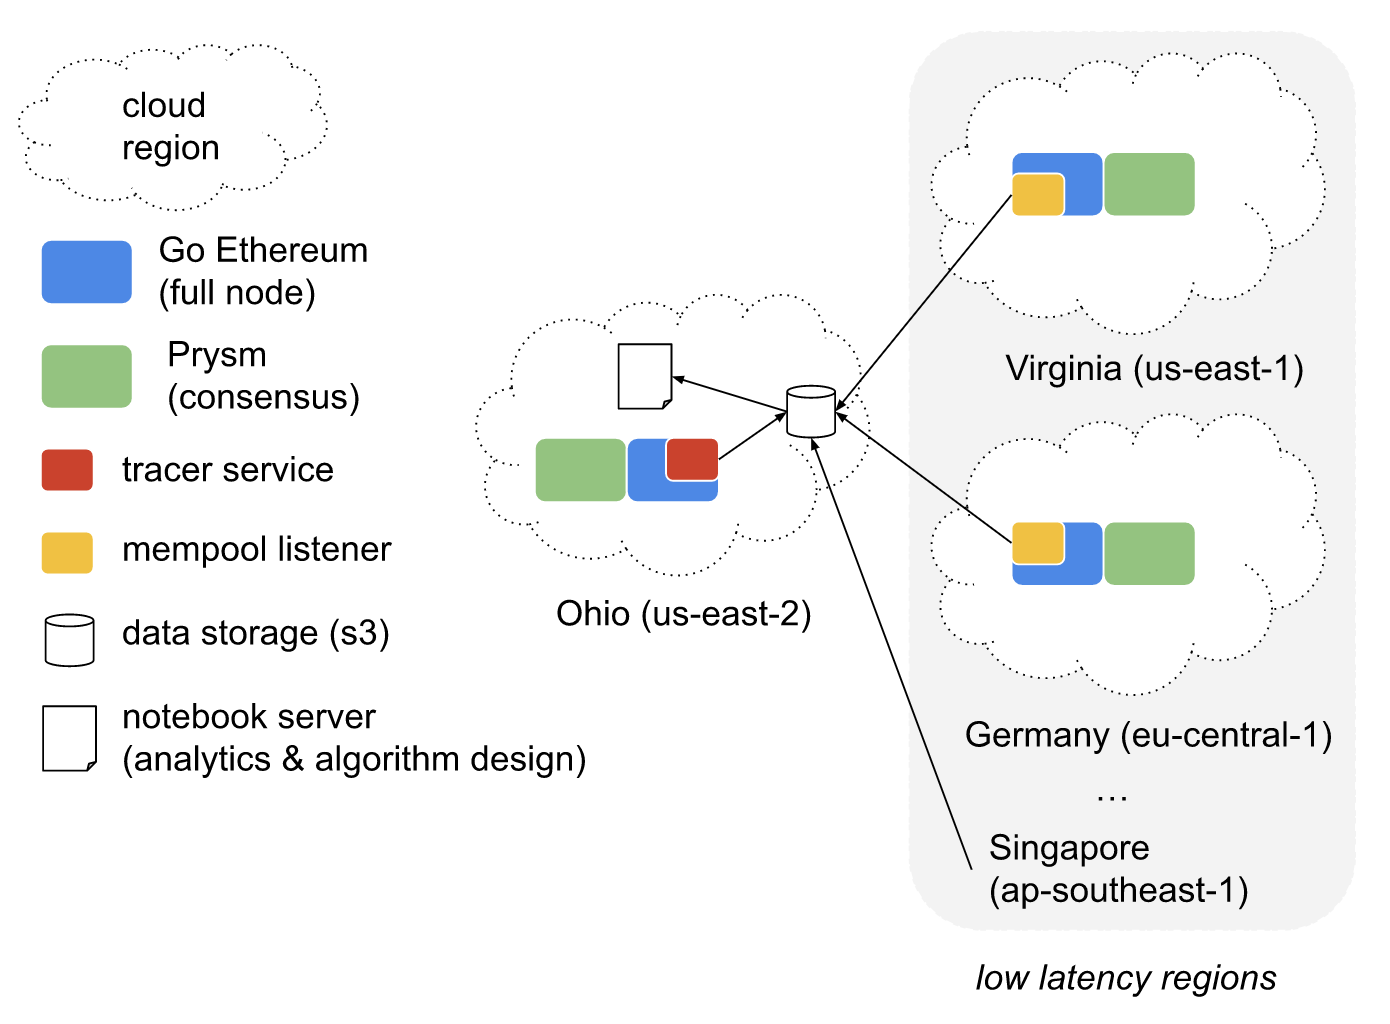 cloud
region
Go Ethereum
(full node)
Prysm
(consensus)
tracer service
mempool listener
data storage (s3)
notebook server
(analytics & algorithm design)
Ohio (us-east-2)
Virginia (us-east-1)
Germany (eu-central-1)
...
Singapore
(ap-southeast-1)
low latency regions